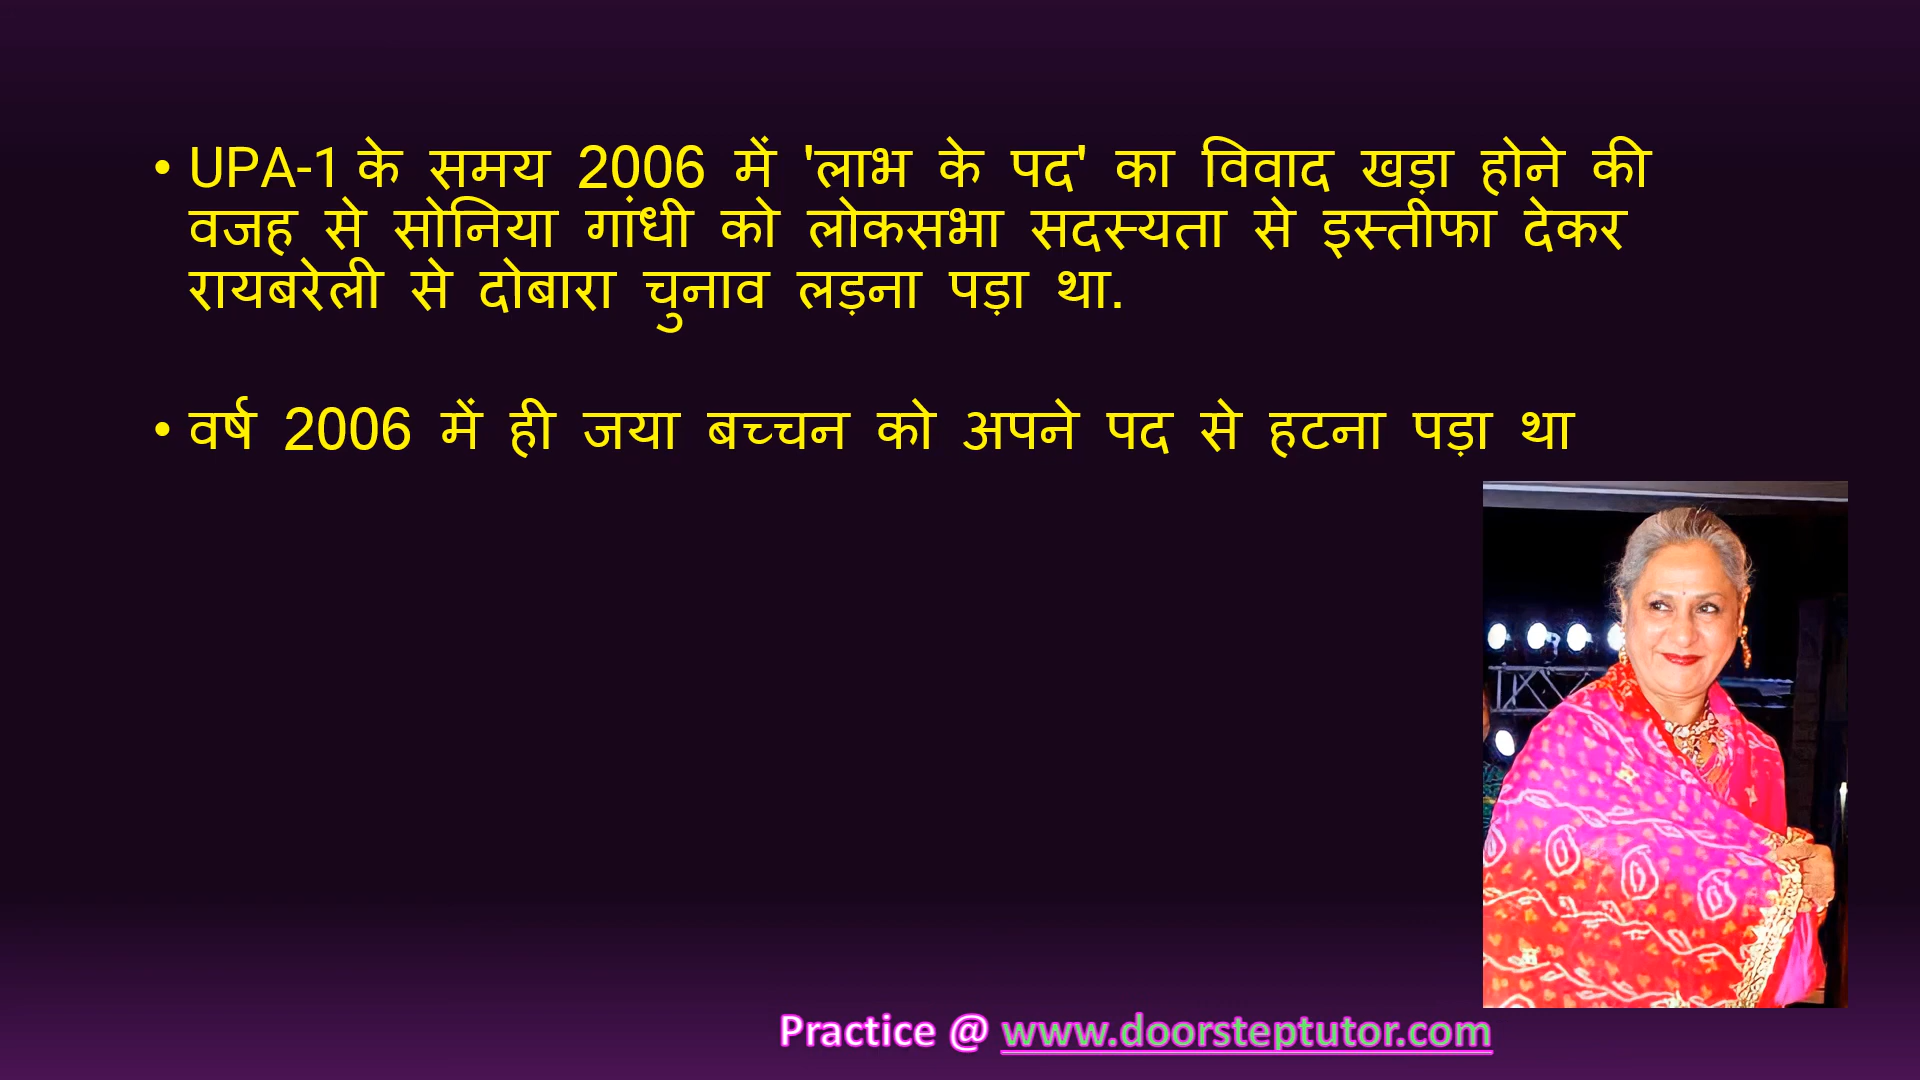 • UPA-1 के समय 2006 में 'लाभ के पद' का विवाद खड़ा होने की
वजह से सोनिया गांधी को लोकसभा सदस्यता से इस्तीफा देकर
रायबरेली से दोबारा चुनाव लड़ना पड़ा था.
• वर्ष 2006 में ही जया बच्चन को अपने पद से हटना पड़ा था
Practice @ www.doorsteptutor.com